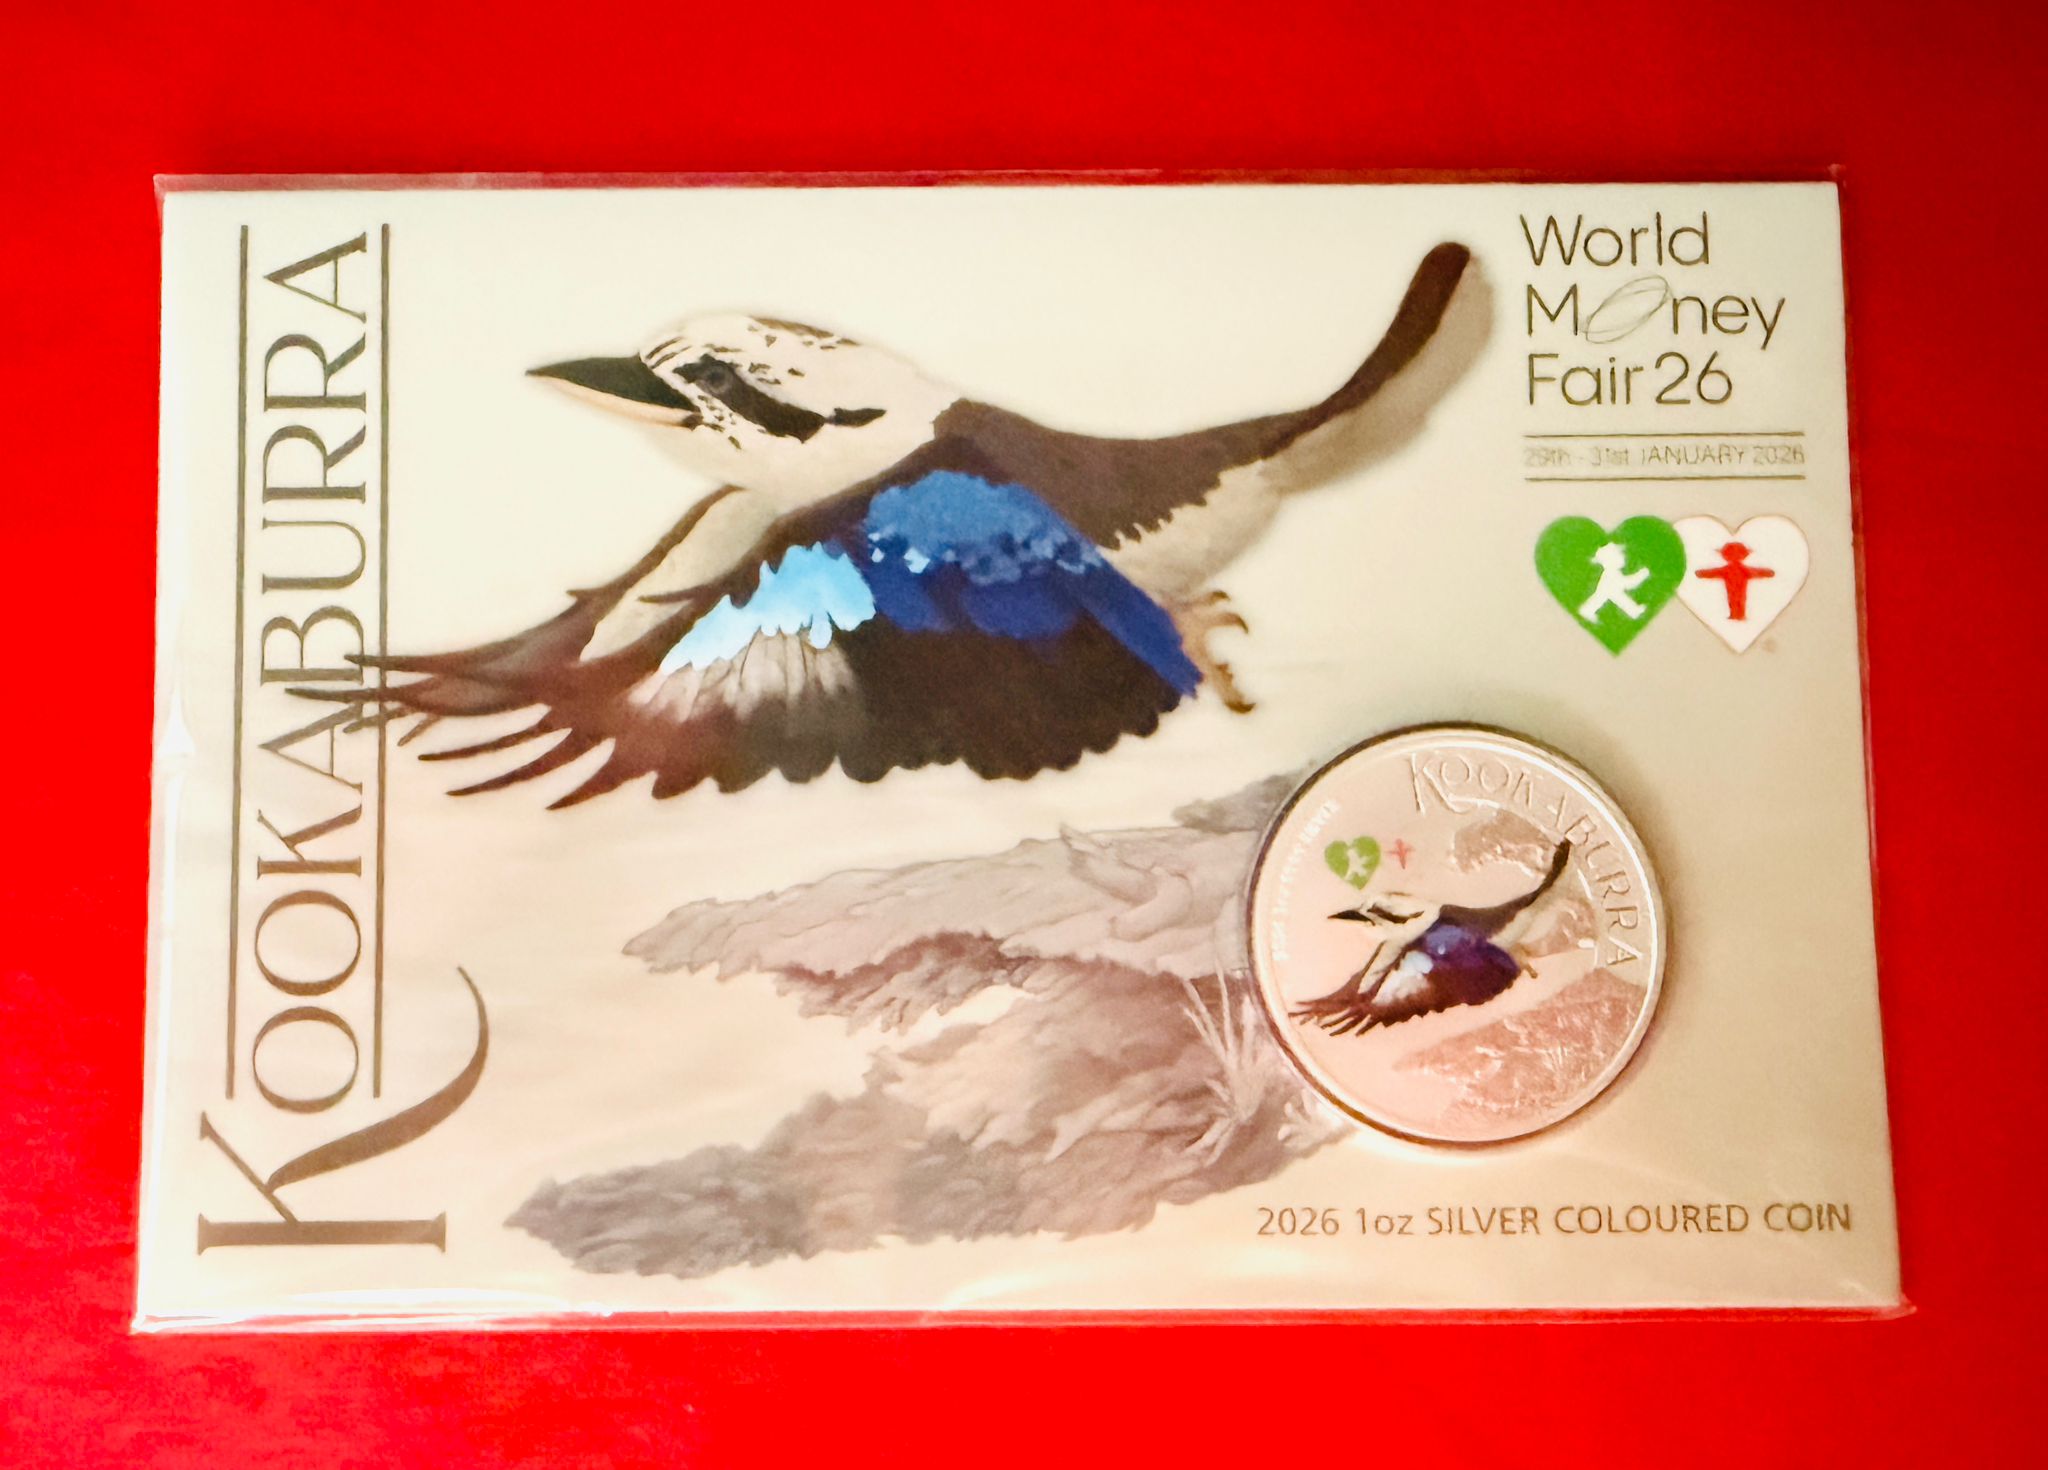 KOOKABURRA
World
Money
Fair 26
29th - 31st JANUARY 2026
KOOKABURRA
2026 1oz SILVER COLOURED COIN